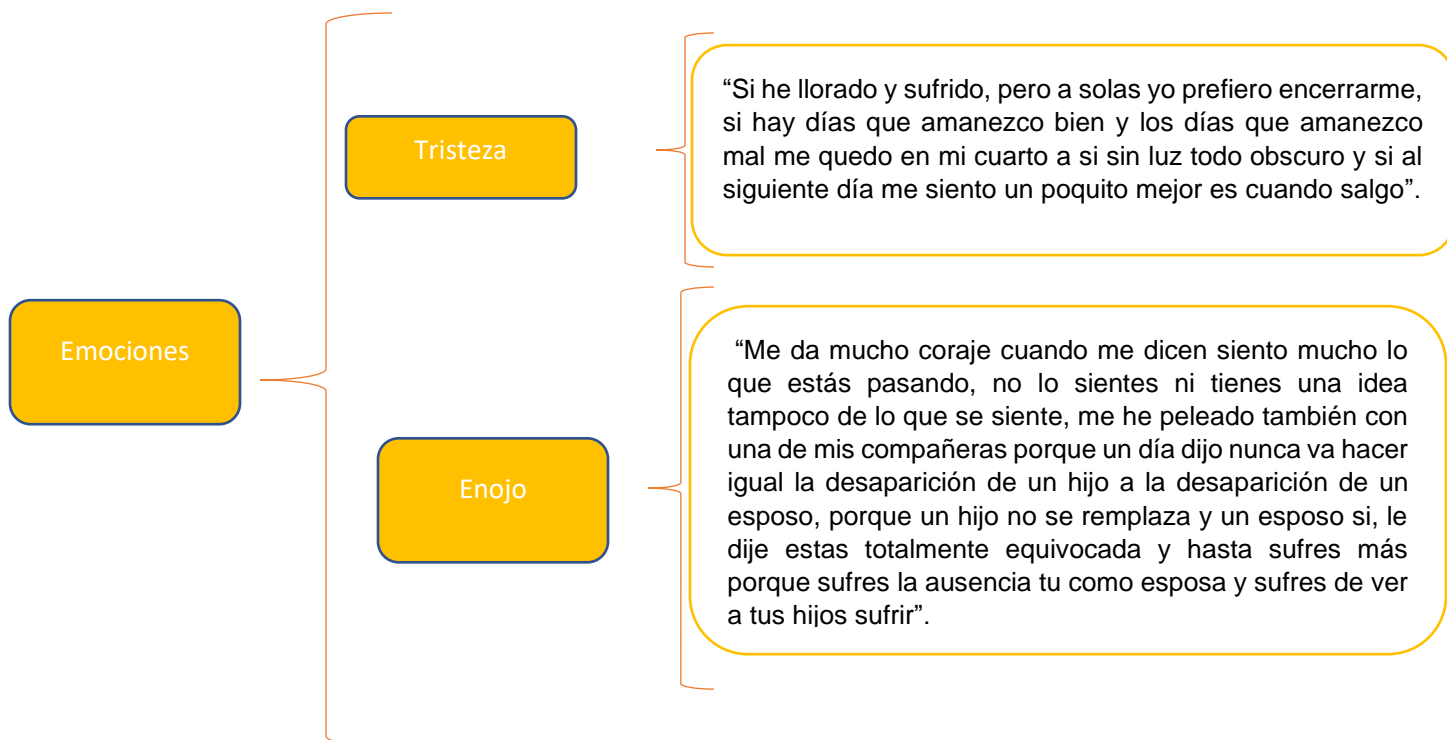 Emociones
Tristeza
“Si he llorado y sufrido, pero a solas yo prefiero encerrarme,
si hay días que amanezco bien y los días que amanezco
mal me quedo en mi cuarto a si sin luz todo obscuro y si al
siguiente día me siento un poquito mejor es cuando salgo”.
Enojo
“Me da mucho coraje cuando me dicen siento mucho lo
que estás pasando, no lo sientes ni tienes una idea
tampoco de lo que se siente, me he peleado también con
una de mis compañeras porque un día dijo nunca va hacer
igual la desaparición de un hijo a la desaparición de un
esposo, porque un hijo no se remplaza y un esposo si, le
dije estas totalmente equivocada y hasta sufres más
porque sufres la ausencia tu como esposa y sufres de ver
a tus hijos sufrir”.